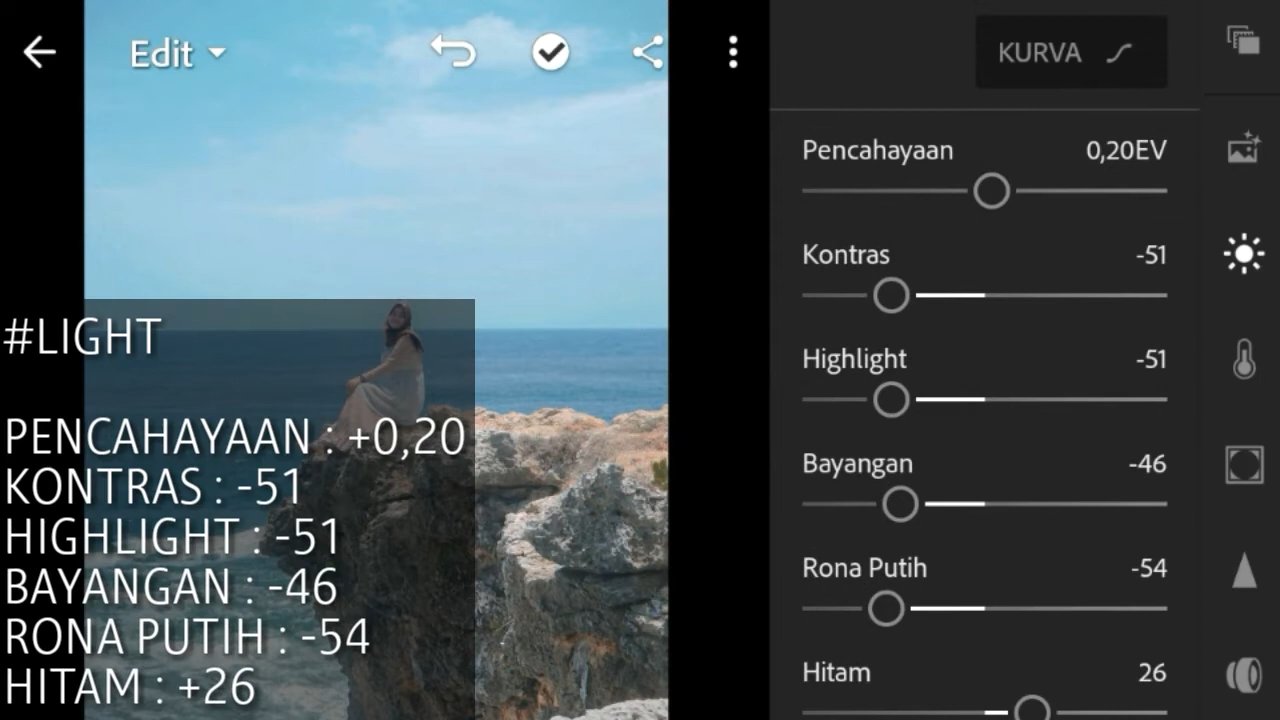 Edit
KURVA
Pencahayaan 0,20EV
Kontras -51
Highlight -51
Bayangan -46
Rona Putih -54
Hitam 26
#LIGHT
PENCAHAYAAN : +0,20
KONTRAS : -51
HIGHLIGHT : -51
BAYANGAN : -46
RONA PUTIH : -54
HITAM : +26